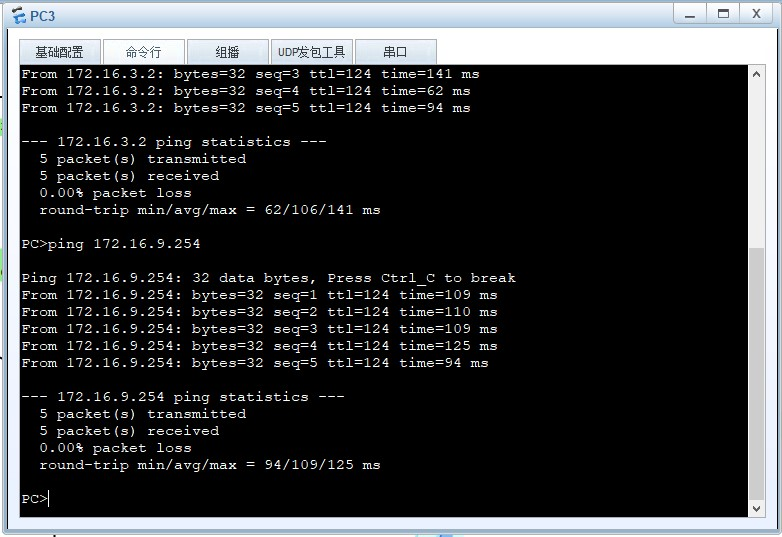 PC3
基础配置 命令行 组播 UDP发包工具 串口
From 172.16.3.2: bytes=32 seq=3 ttl=124 time=141 ms
From 172.16.3.2: bytes=32 seq=4 ttl=124 time=62 ms
From 172.16.3.2: bytes=32 seq=5 ttl=124 time=94 ms
--- 172.16.3.2 ping statistics ---
5 packet(s) transmitted
5 packet(s) received
0.00% packet loss
round-trip min/avg/max = 62/106/141 ms
PC>ping 172.16.9.254
Ping 172.16.9.254: 32 data bytes, Press Ctrl_C to break
From 172.16.9.254: bytes=32 seq=1 ttl=124 time=109 ms
From 172.16.9.254: bytes=32 seq=2 ttl=124 time=110 ms
From 172.16.9.254: bytes=32 seq=3 ttl=124 time=109 ms
From 172.16.9.254: bytes=32 seq=4 ttl=124 time=125 ms
From 172.16.9.254: bytes=32 seq=5 ttl=124 time=94 ms
--- 172.16.9.254 ping statistics ---
5 packet(s) transmitted
5 packet(s) received
0.00% packet loss
round-trip min/avg/max = 94/109/125 ms
PC>